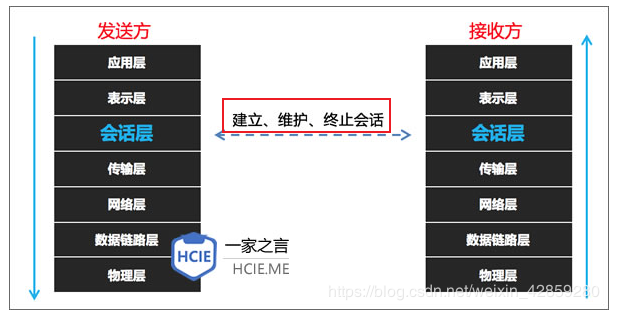 发送方
接收方
应用层
表示层
会话层
传输层
网络层
数据链路层
物理层
建立、维护、终止会话
应用层
表示层
会话层
传输层
网络层
数据链路层
物理层
HCIE
一家之言
HCIE.ME
https://blog.csdn.net/weixin_42859280